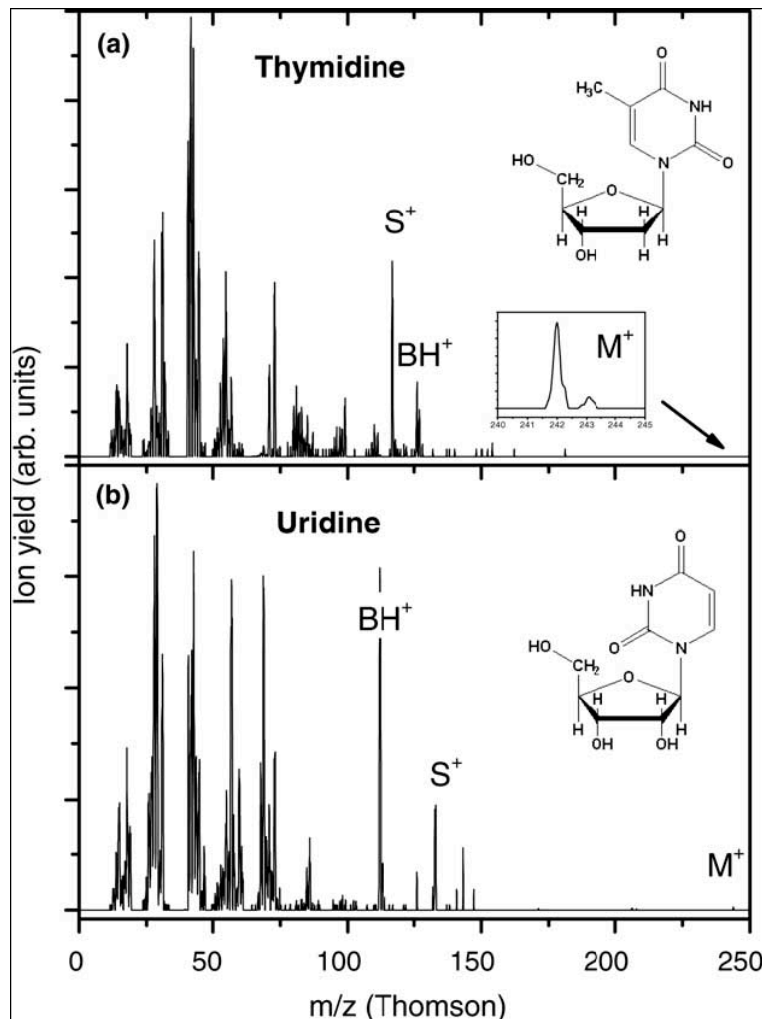 (a)
Thymidine
S⁺
BH⁺
M⁺
240 241 242 243 244 245
O
H₃C
NH
N
O
HO
CH₂
O
H H
H H
H
OH H
(b)
Uridine
BH⁺
S⁺
M⁺
O
HN
O
N
HO
CH₂
O
H H
H H
OH OH
Ion yield (arb. units)
0 50 100 150 200 250
m/z (Thomson)